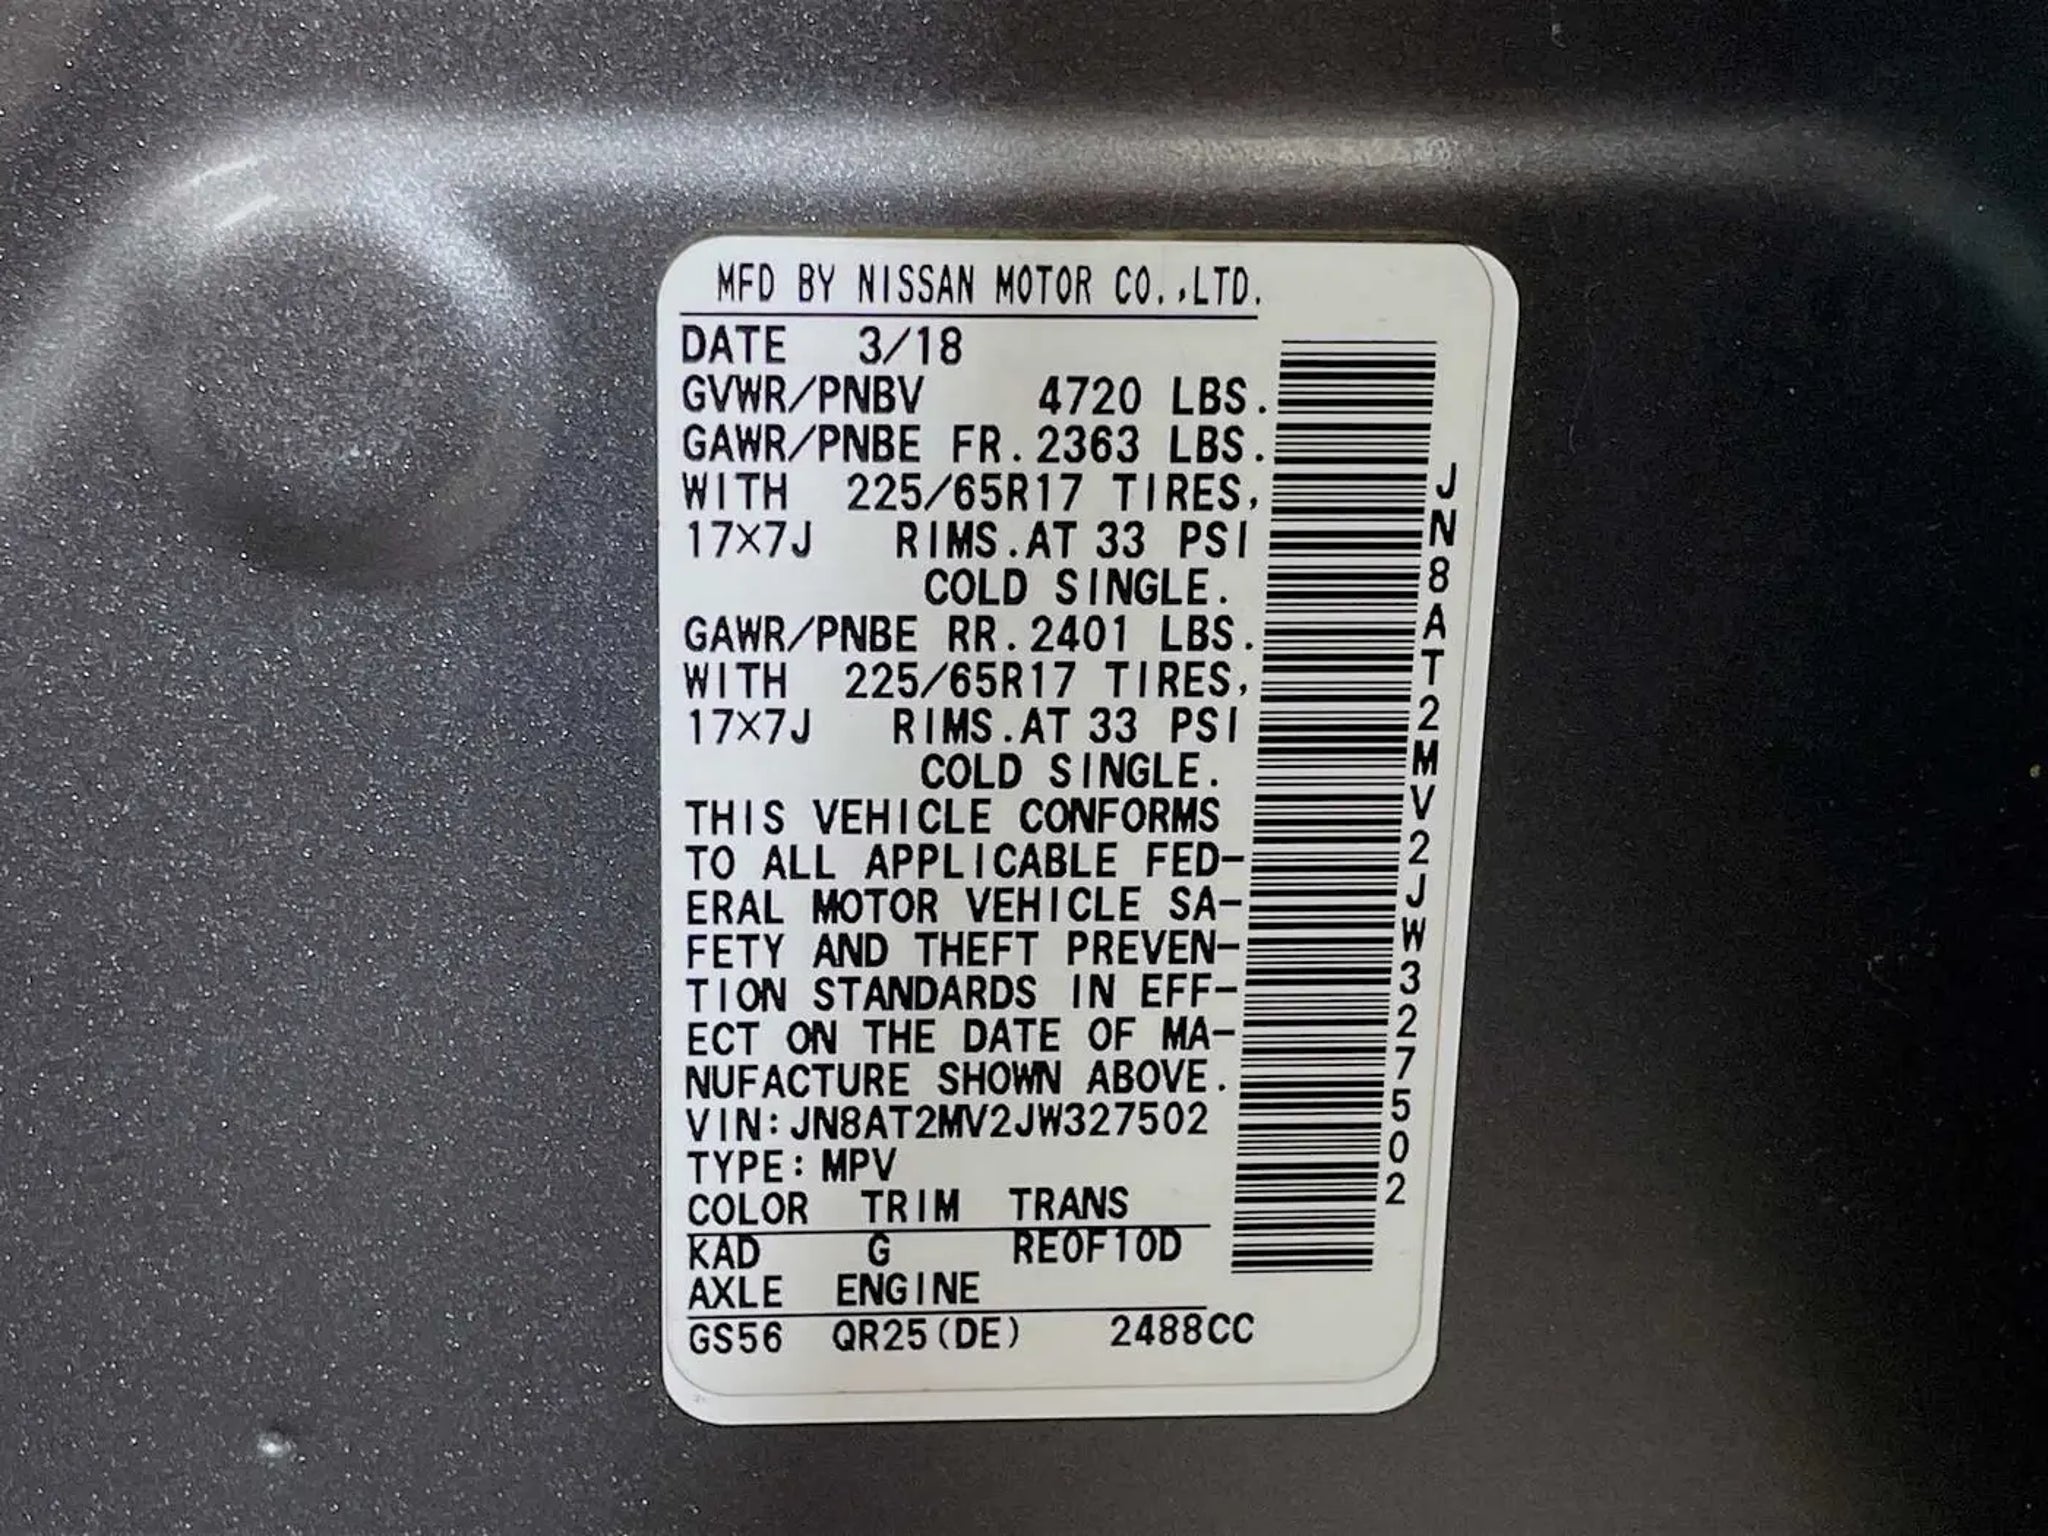 MFD BY NISSAN MOTOR CO.,LTD.
DATE 3/18
GVWR/PNBV 4720 LBS.
GAWR/PNBE FR.2363 LBS.
WITH 225/65R17 TIRES,
17×7J RIMS.AT 33 PSI
COLD SINGLE.
GAWR/PNBE RR.2401 LBS.
WITH 225/65R17 TIRES,
17×7J RIMS.AT 33 PSI
COLD SINGLE.
THIS VEHICLE CONFORMS
TO ALL APPLICABLE FED-
ERAL MOTOR VEHICLE SA-
FETY AND THEFT PREVEN-
TION STANDARDS IN EFF-
ECT ON THE DATE OF MA-
NUFACTURE SHOWN ABOVE.
VIN:JN8AT2MV2JW327502
TYPE:MPV
COLOR TRIM TRANS
KAD G RE0F10D
AXLE ENGINE
GS56 QR25(DE) 2488CC
JN8AT2MV2JW327502